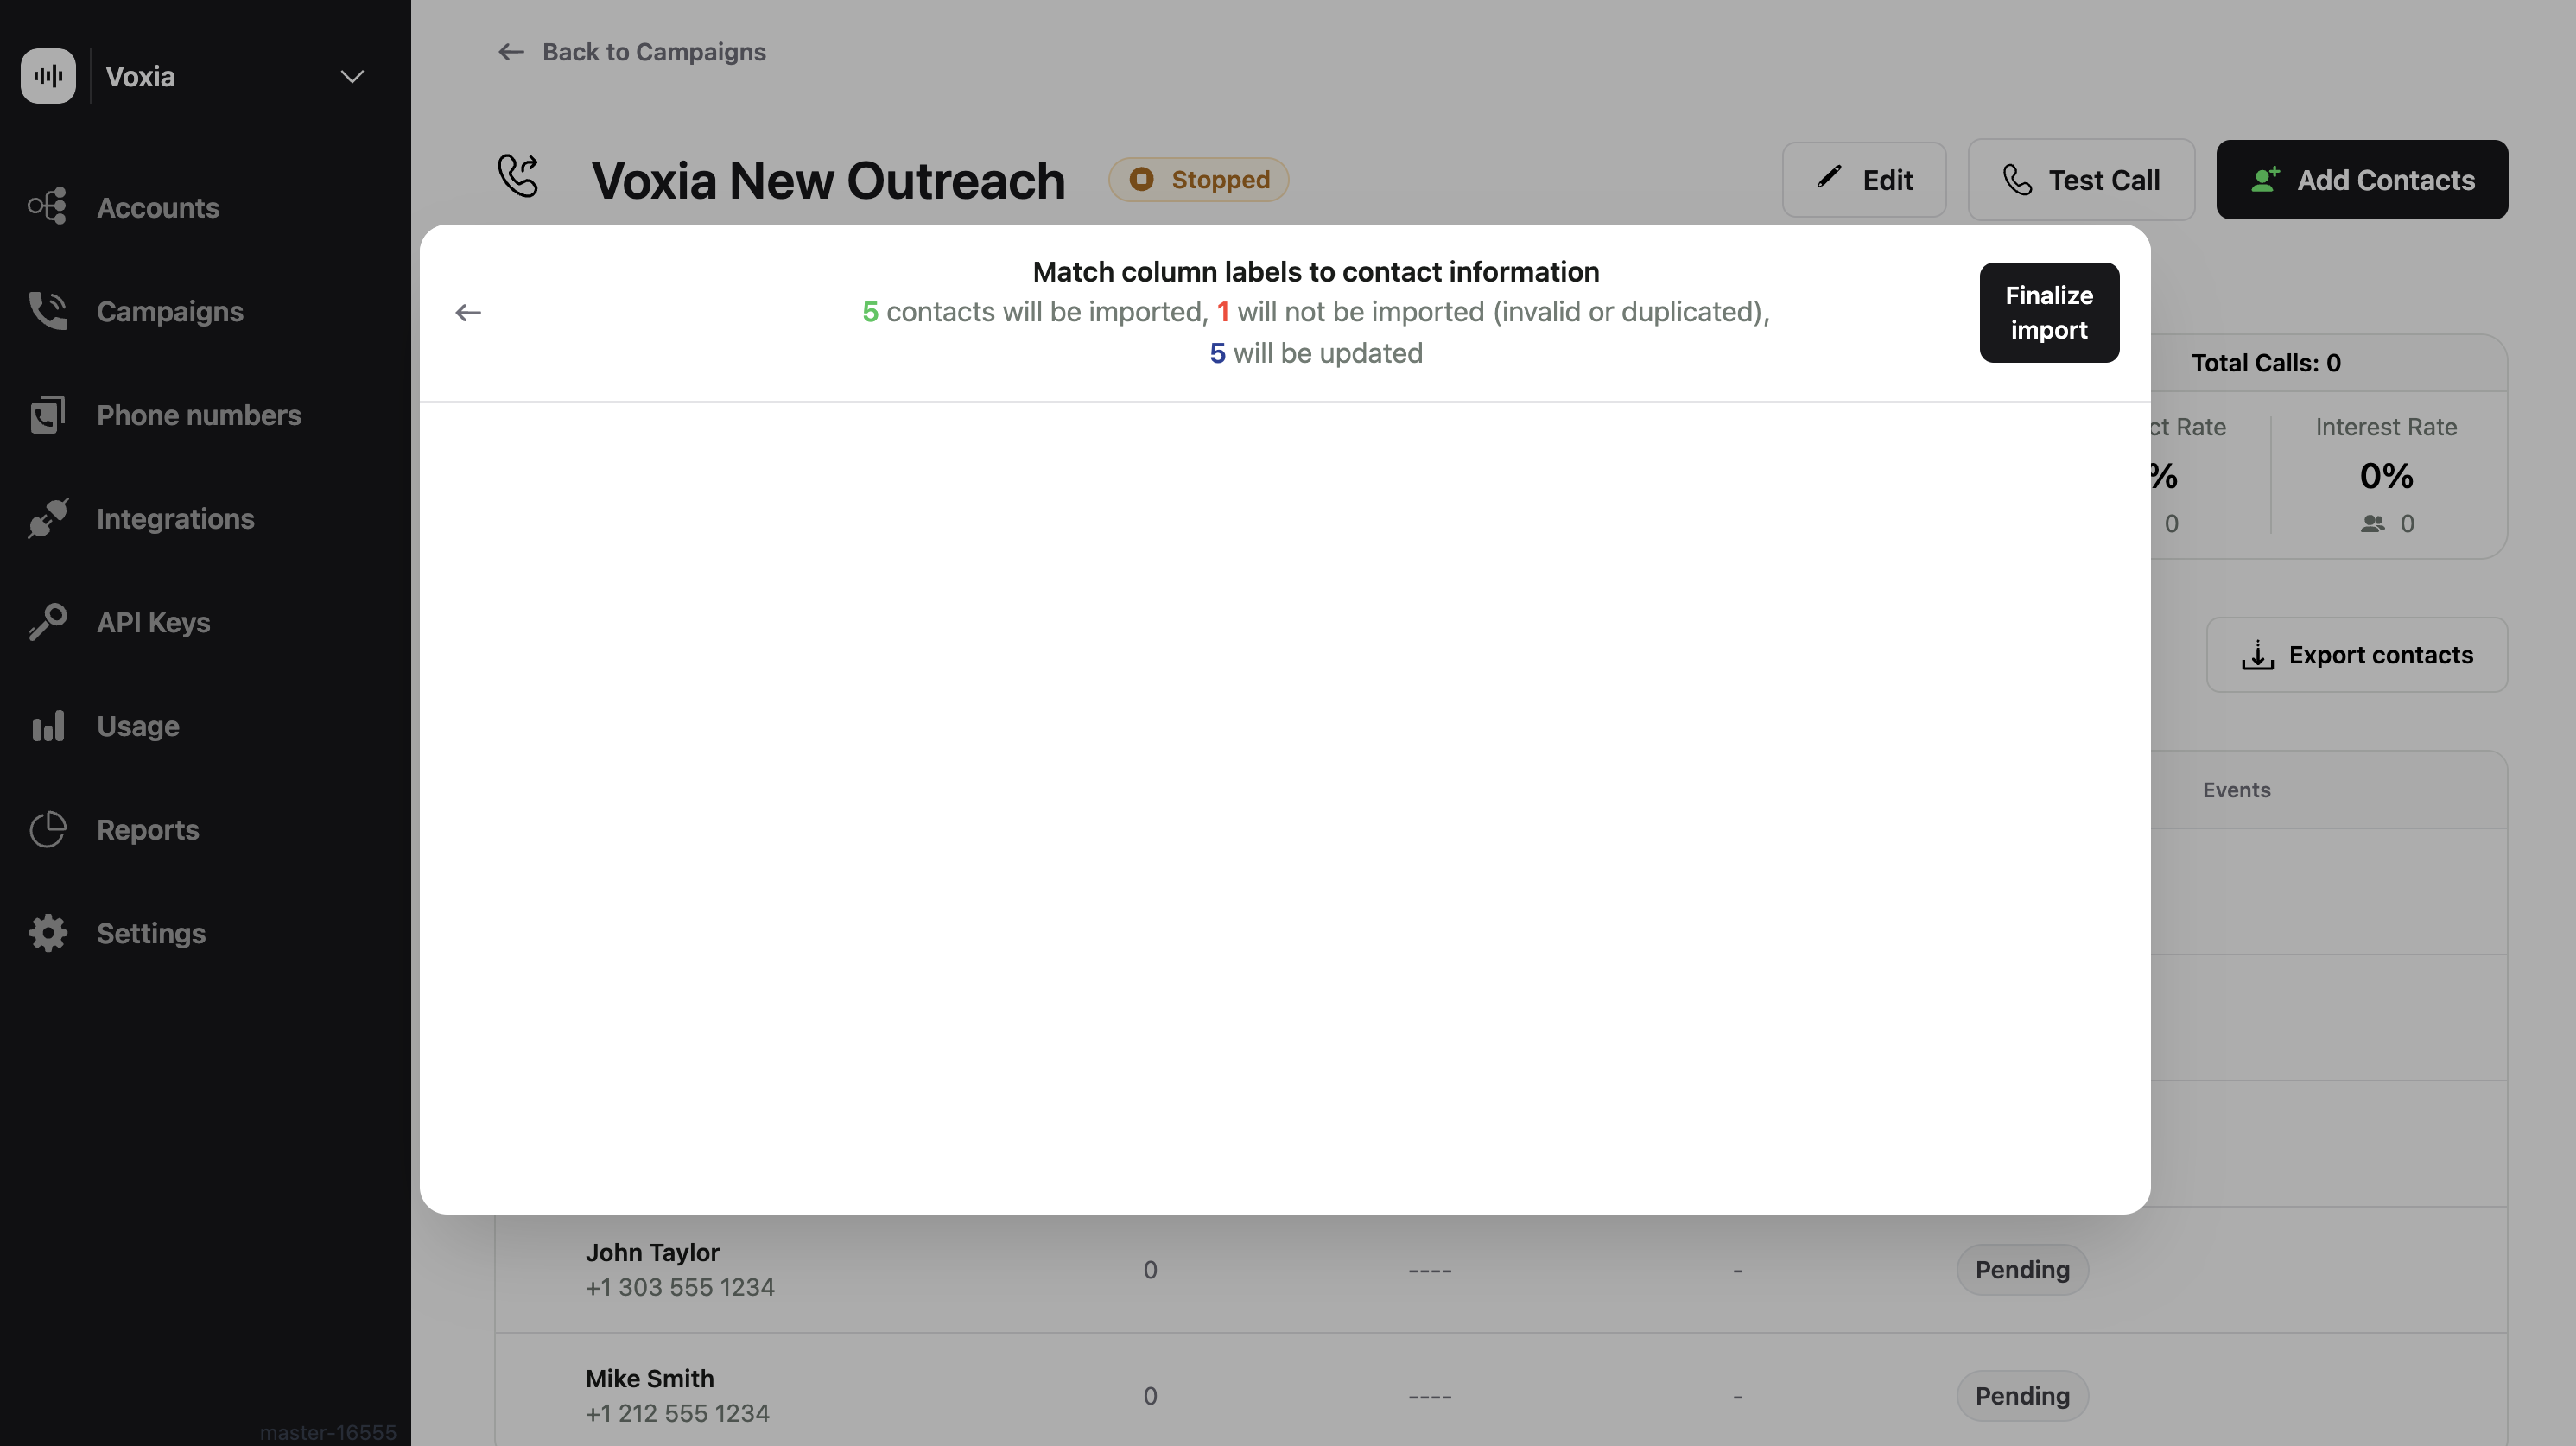 Voxia
Accounts
Campaigns
Phone numbers
Integrations
API Keys
Usage
Reports
Settings
master-16555
Back to Campaigns
Voxia New Outreach
Stopped
Edit
Test Call
Add Contacts
Match column labels to contact information
5 contacts will be imported, 1 will not be imported (invalid or duplicated),
5 will be updated
Finalize
import
Total Calls: 0
ct Rate
Interest Rate
%
0%
0
0
Export contacts
Events
John Taylor
+1 303 555 1234
0
----
-
Pending
Mike Smith
+1 212 555 1234
0
----
-
Pending